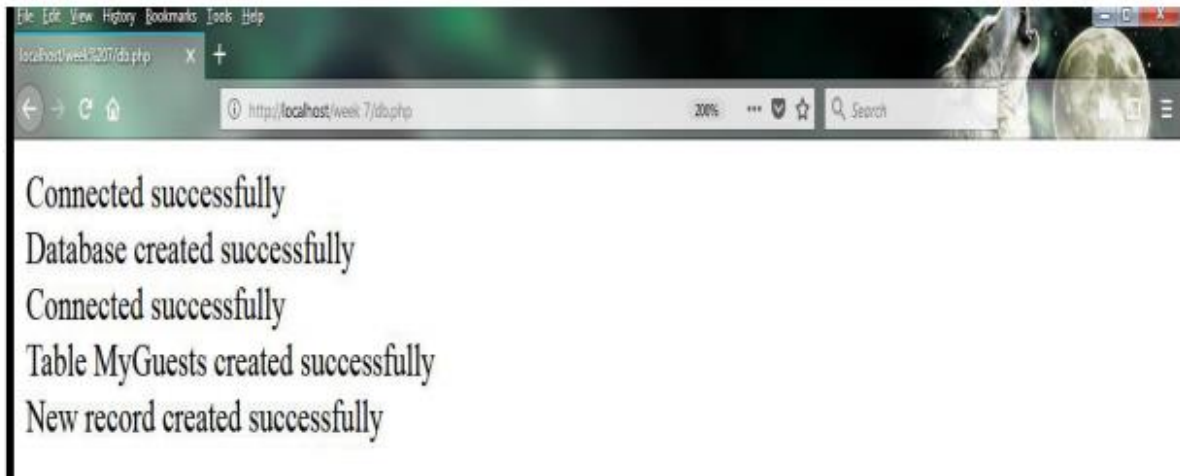 File Edit View History Bookmarks Tools Help
localhost/week%207/db.php X +
http://localhost/week 7/db.php 200% ... Search
Connected successfully
Database created successfully
Connected successfully
Table MyGuests created successfully
New record created successfully